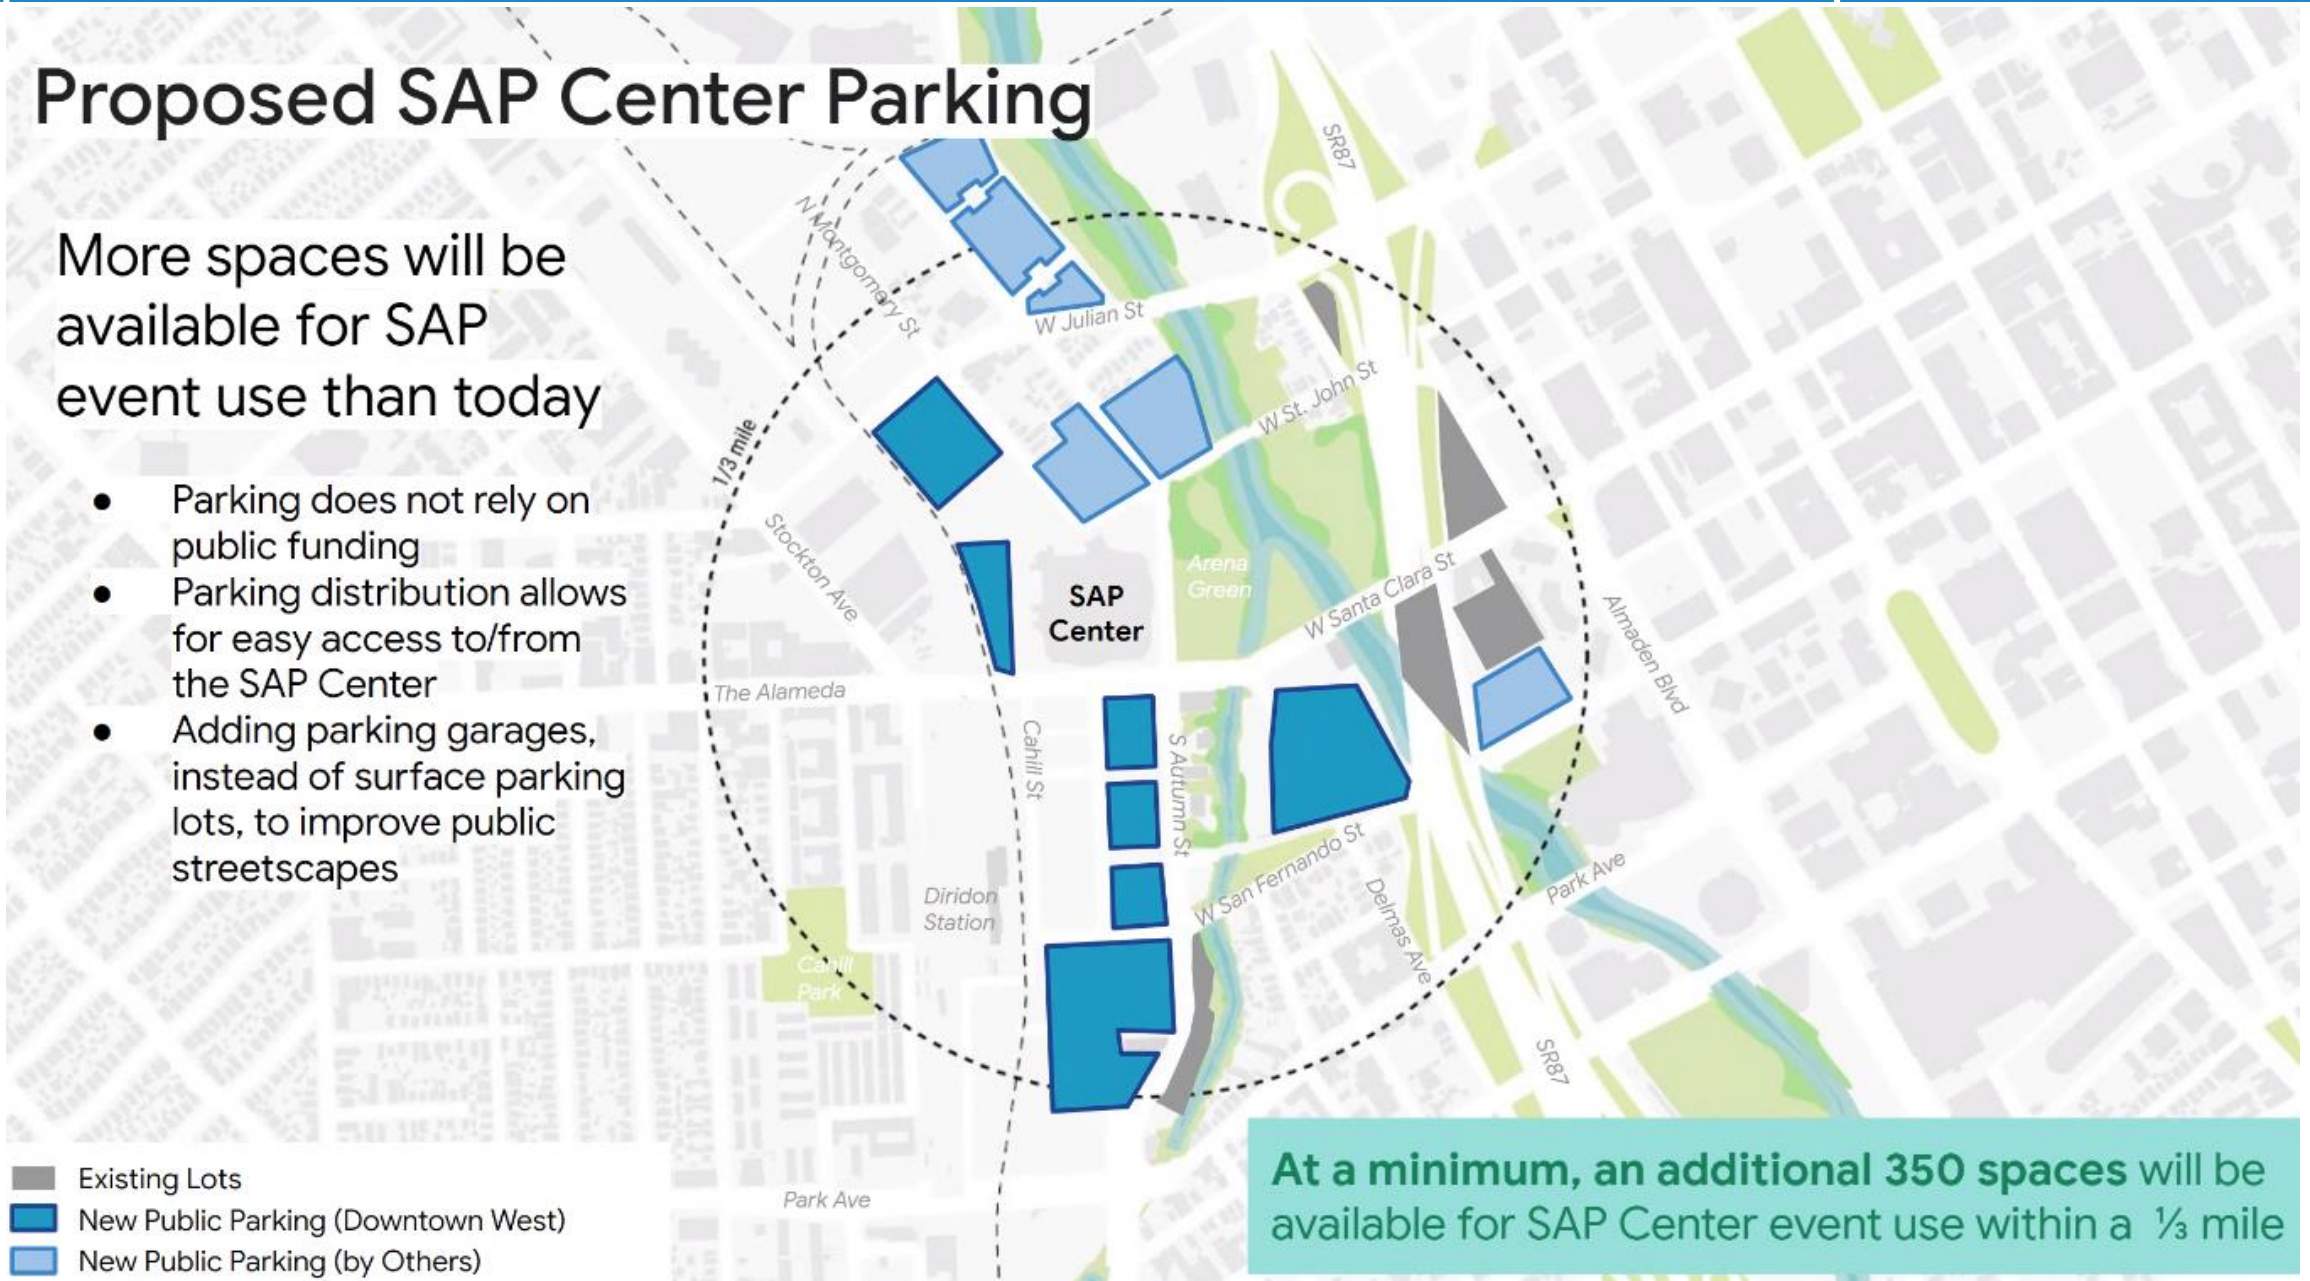 Proposed SAP Center Parking
More spaces will be
available for SAP
event use than today
● Parking does not rely on
public funding
● Parking distribution allows
for easy access to/from
the SAP Center
● Adding parking garages,
instead of surface parking
lots, to improve public
streetscapes
SR87
N Montgomery St
W Julian St
W St. John St
1/3 mile
Stockton Ave
Arena
Green
SAP
Center
W Santa Clara St
Almaden Blvd
The Alameda
Cahill St
S Autumn St
W San Fernando St
Park Ave
Delmas Ave
Diridon
Station
Cahill
Park
SR87
Park Ave
Existing Lots
New Public Parking (Downtown West)
New Public Parking (by Others)
At a minimum, an additional 350 spaces will be
available for SAP Center event use within a ⅓ mile